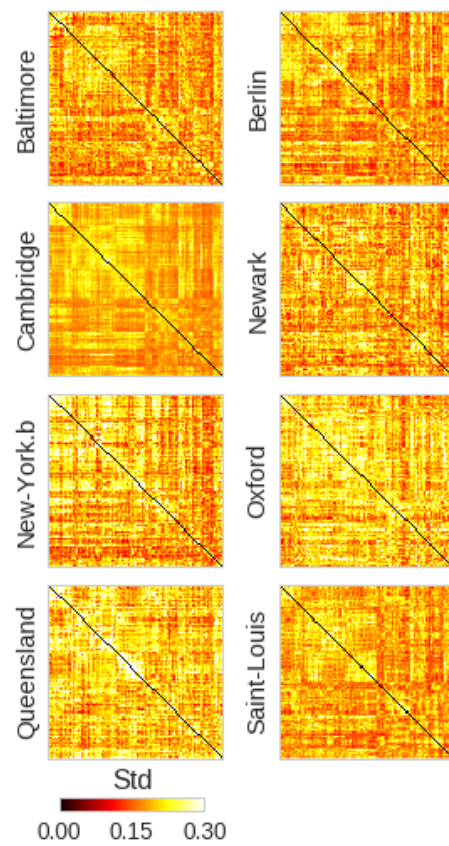 Baltimore
Berlin
Cambridge
Newark
New-York.b
Oxford
Queensland
Saint-Louis
Std
0.00 0.15 0.30